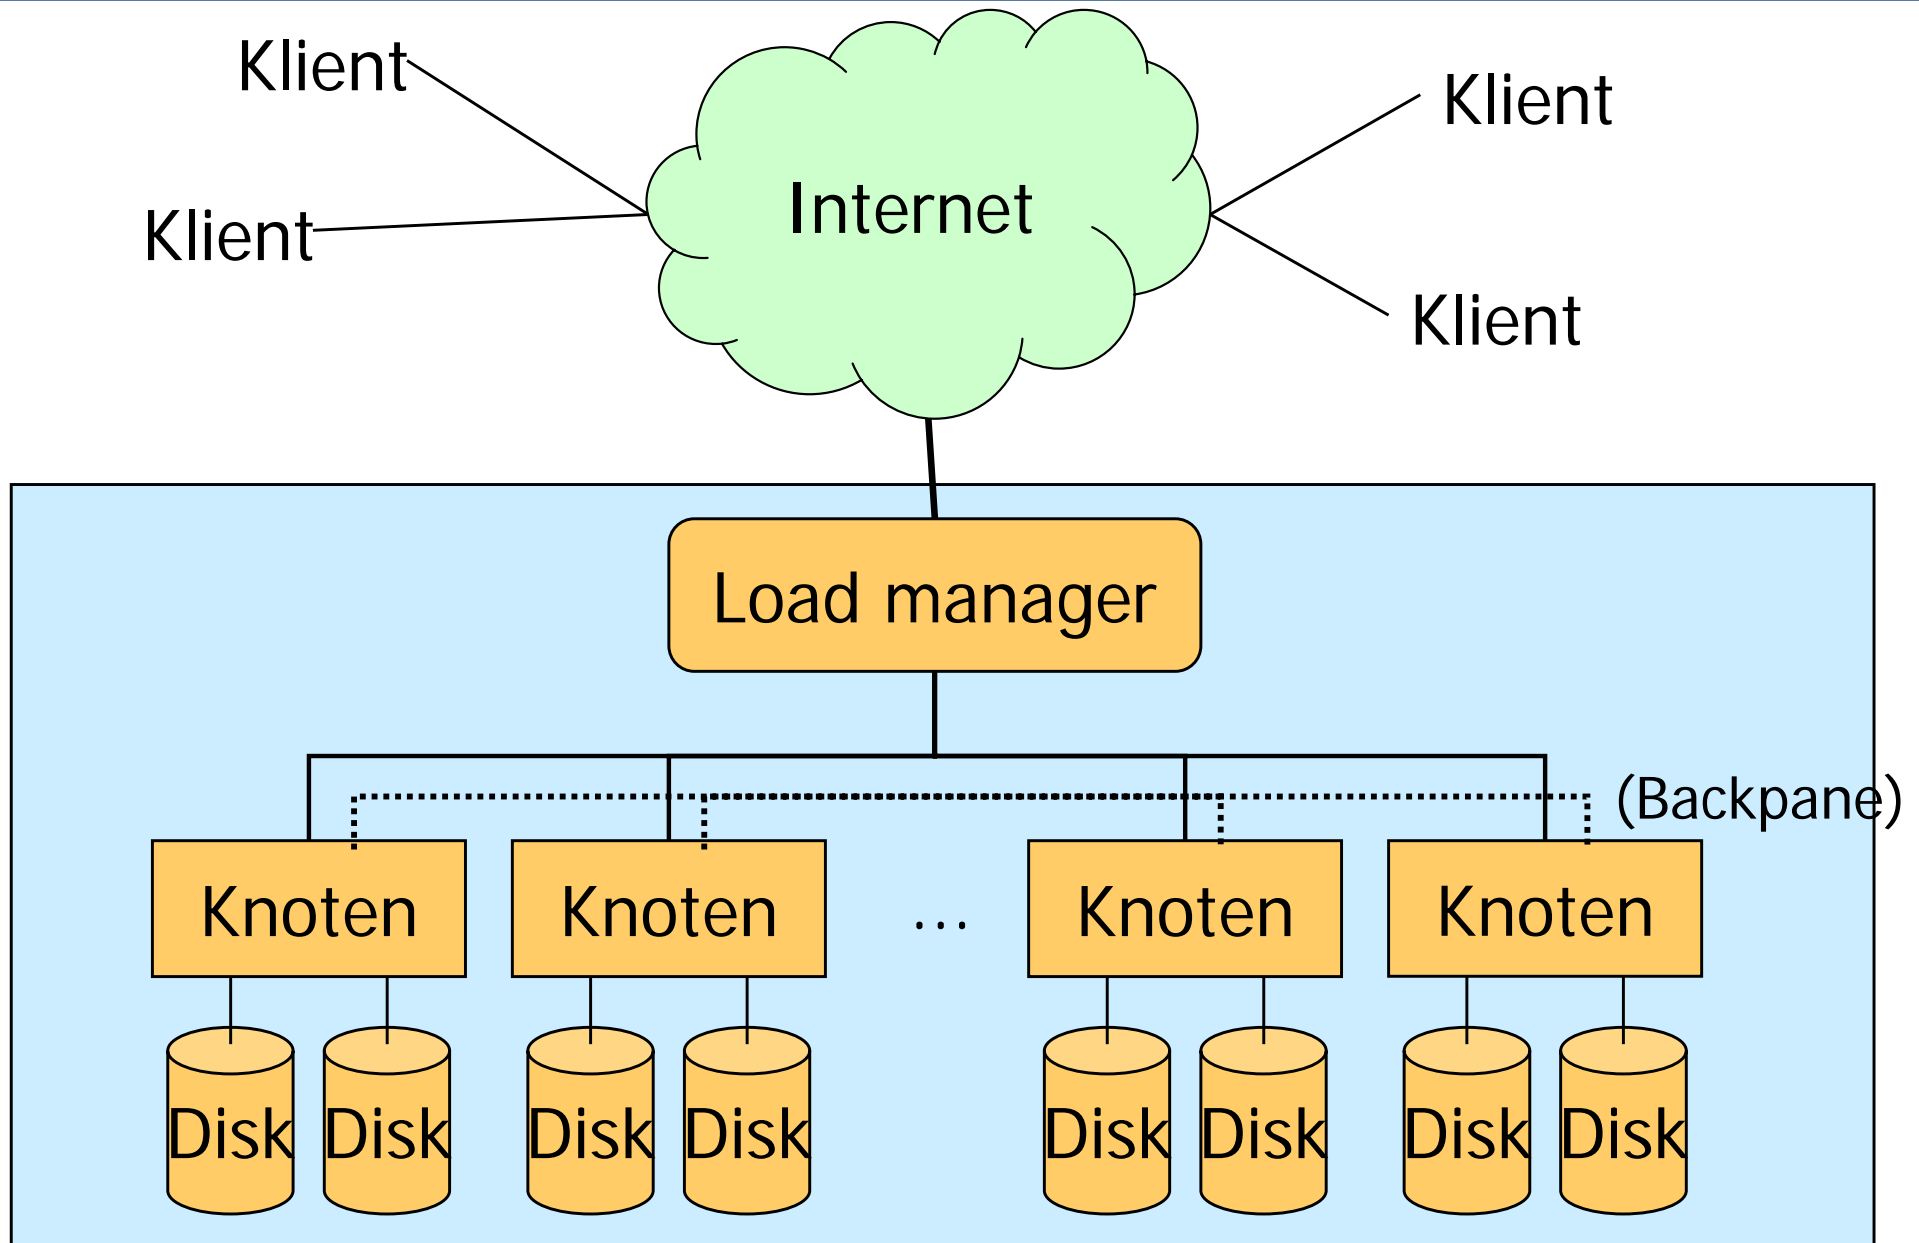 Klient
Klient
Klient
Internet
Klient
Load manager
(Backpane)
Knoten
Knoten
...
Knoten
Knoten
Disk
Disk
Disk
Disk
Disk
Disk
Disk
Disk